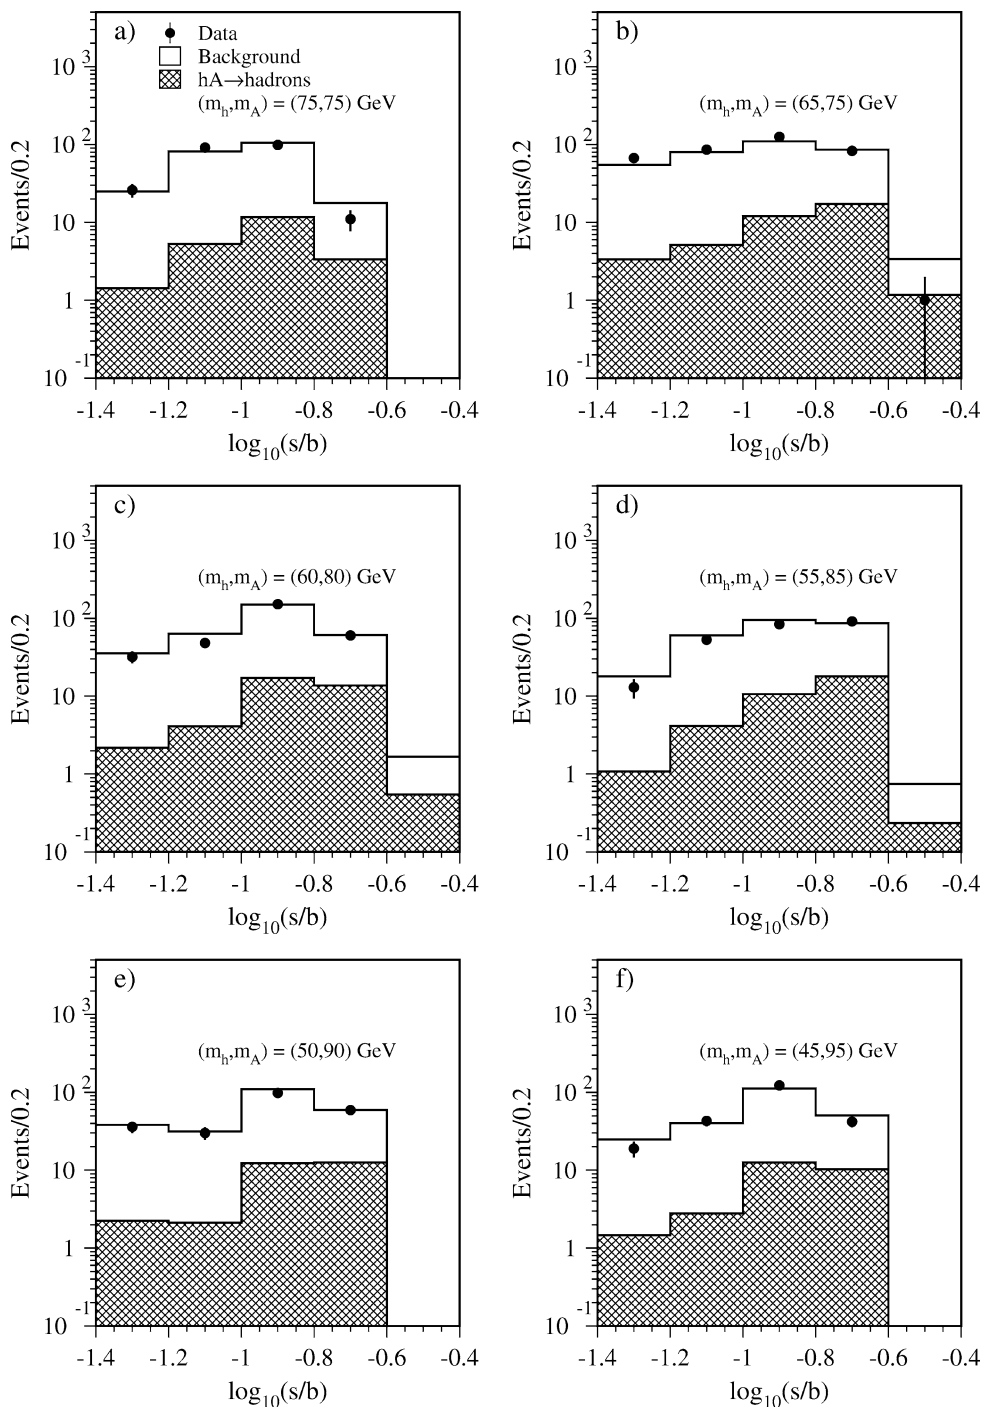 a)
Data
Background
hA→hadrons
(m_h,m_A) = (75,75) GeV
Events/0.2
10^3
10^2
10
1
10^-1
-1.4 -1.2 -1 -0.8 -0.6 -0.4
log_10(s/b)
b)
(m_h,m_A) = (65,75) GeV
Events/0.2
10^3
10^2
10
1
10^-1
-1.4 -1.2 -1 -0.8 -0.6 -0.4
log_10(s/b)
c)
(m_h,m_A) = (60,80) GeV
Events/0.2
10^3
10^2
10
1
10^-1
-1.4 -1.2 -1 -0.8 -0.6 -0.4
log_10(s/b)
d)
(m_h,m_A) = (55,85) GeV
Events/0.2
10^3
10^2
10
1
10^-1
-1.4 -1.2 -1 -0.8 -0.6 -0.4
log_10(s/b)
e)
(m_h,m_A) = (50,90) GeV
Events/0.2
10^3
10^2
10
1
10^-1
-1.4 -1.2 -1 -0.8 -0.6 -0.4
log_10(s/b)
f)
(m_h,m_A) = (45,95) GeV
Events/0.2
10^3
10^2
10
1
10^-1
-1.4 -1.2 -1 -0.8 -0.6 -0.4
log_10(s/b)